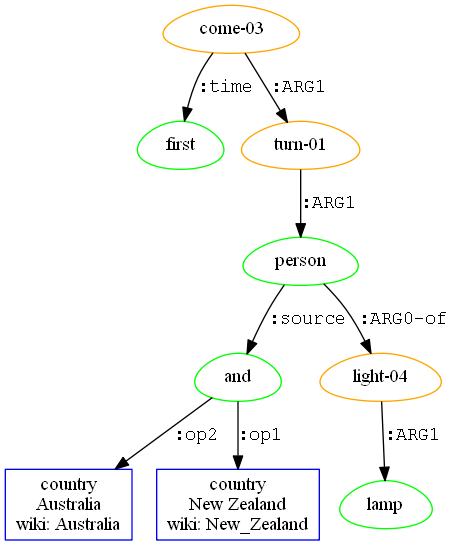 come-03
:time
:ARG1
first
turn-01
:ARG1
person
:source
:ARG0-of
and
light-04
:op2
:op1
:ARG1
country
Australia
wiki: Australia
country
New Zealand
wiki: New_Zealand
lamp